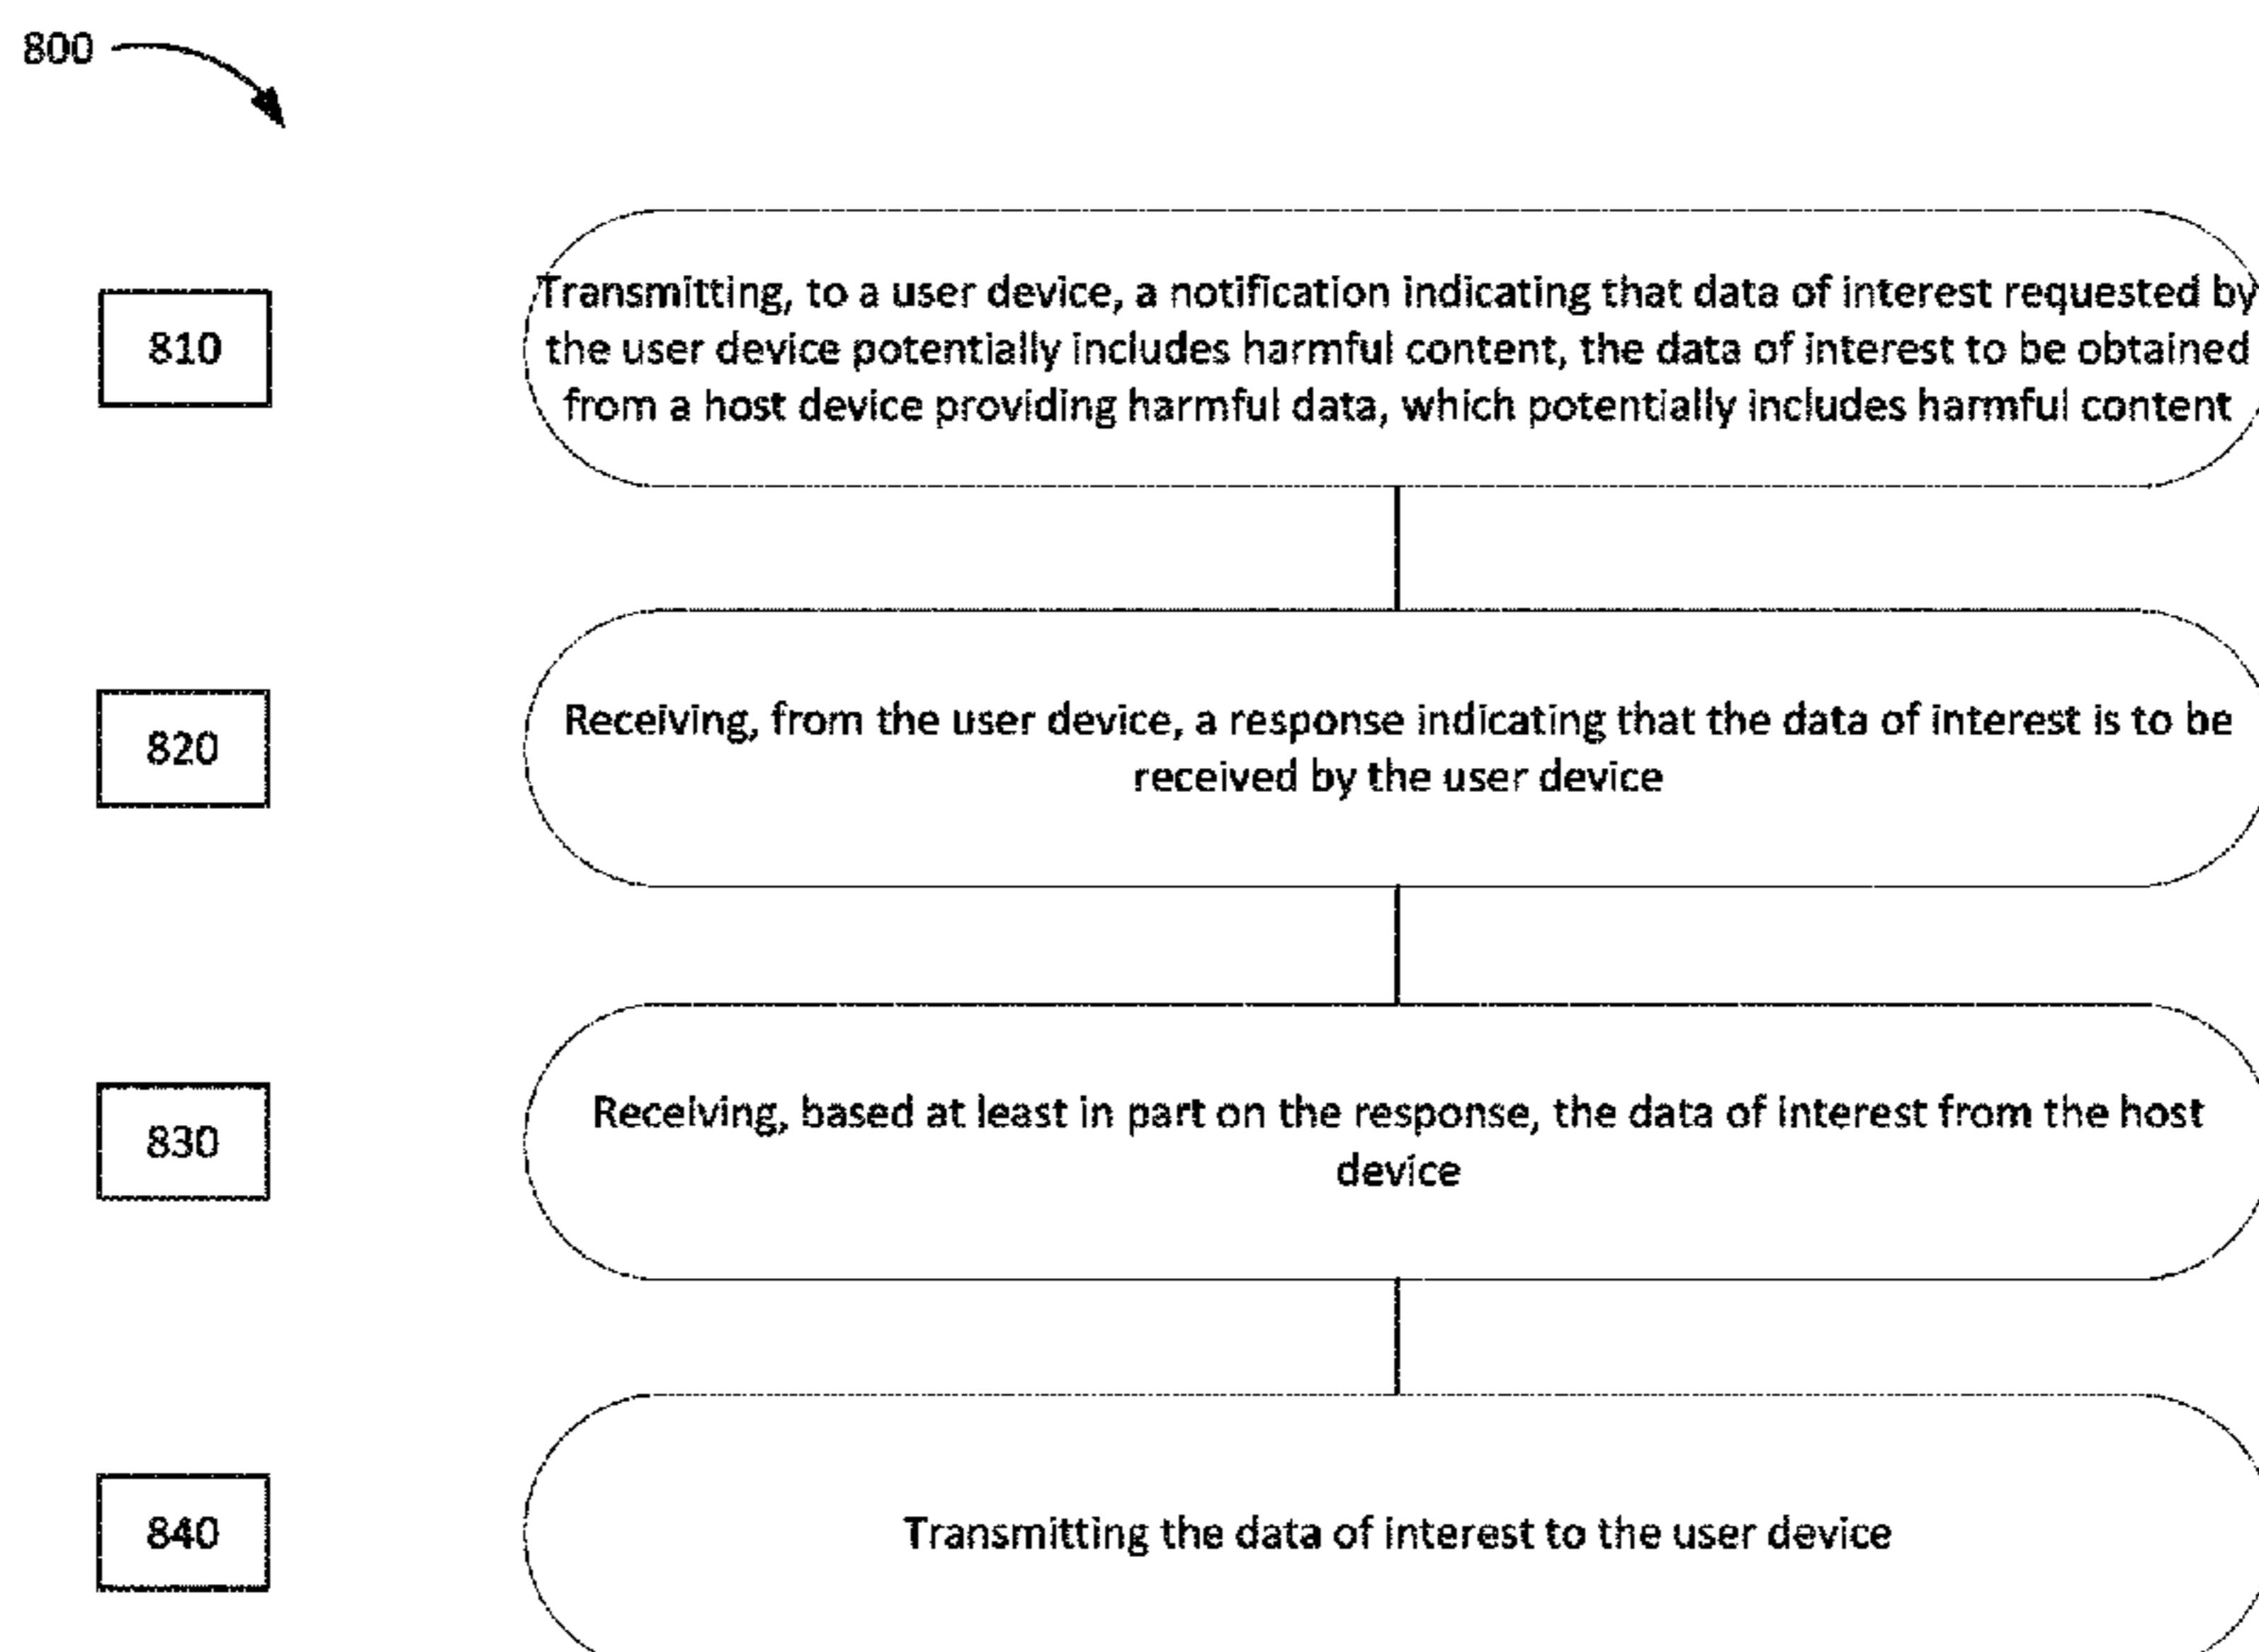 800
810
Transmitting, to a user device, a notification indicating that data of interest requested by
the user device potentially includes harmful content, the data of interest to be obtained
from a host device providing harmful data, which potentially includes harmful content
820
Receiving, from the user device, a response indicating that the data of interest is to be
received by the user device
830
Receiving, based at least in part on the response, the data of interest from the host
device
840
Transmitting the data of interest to the user device